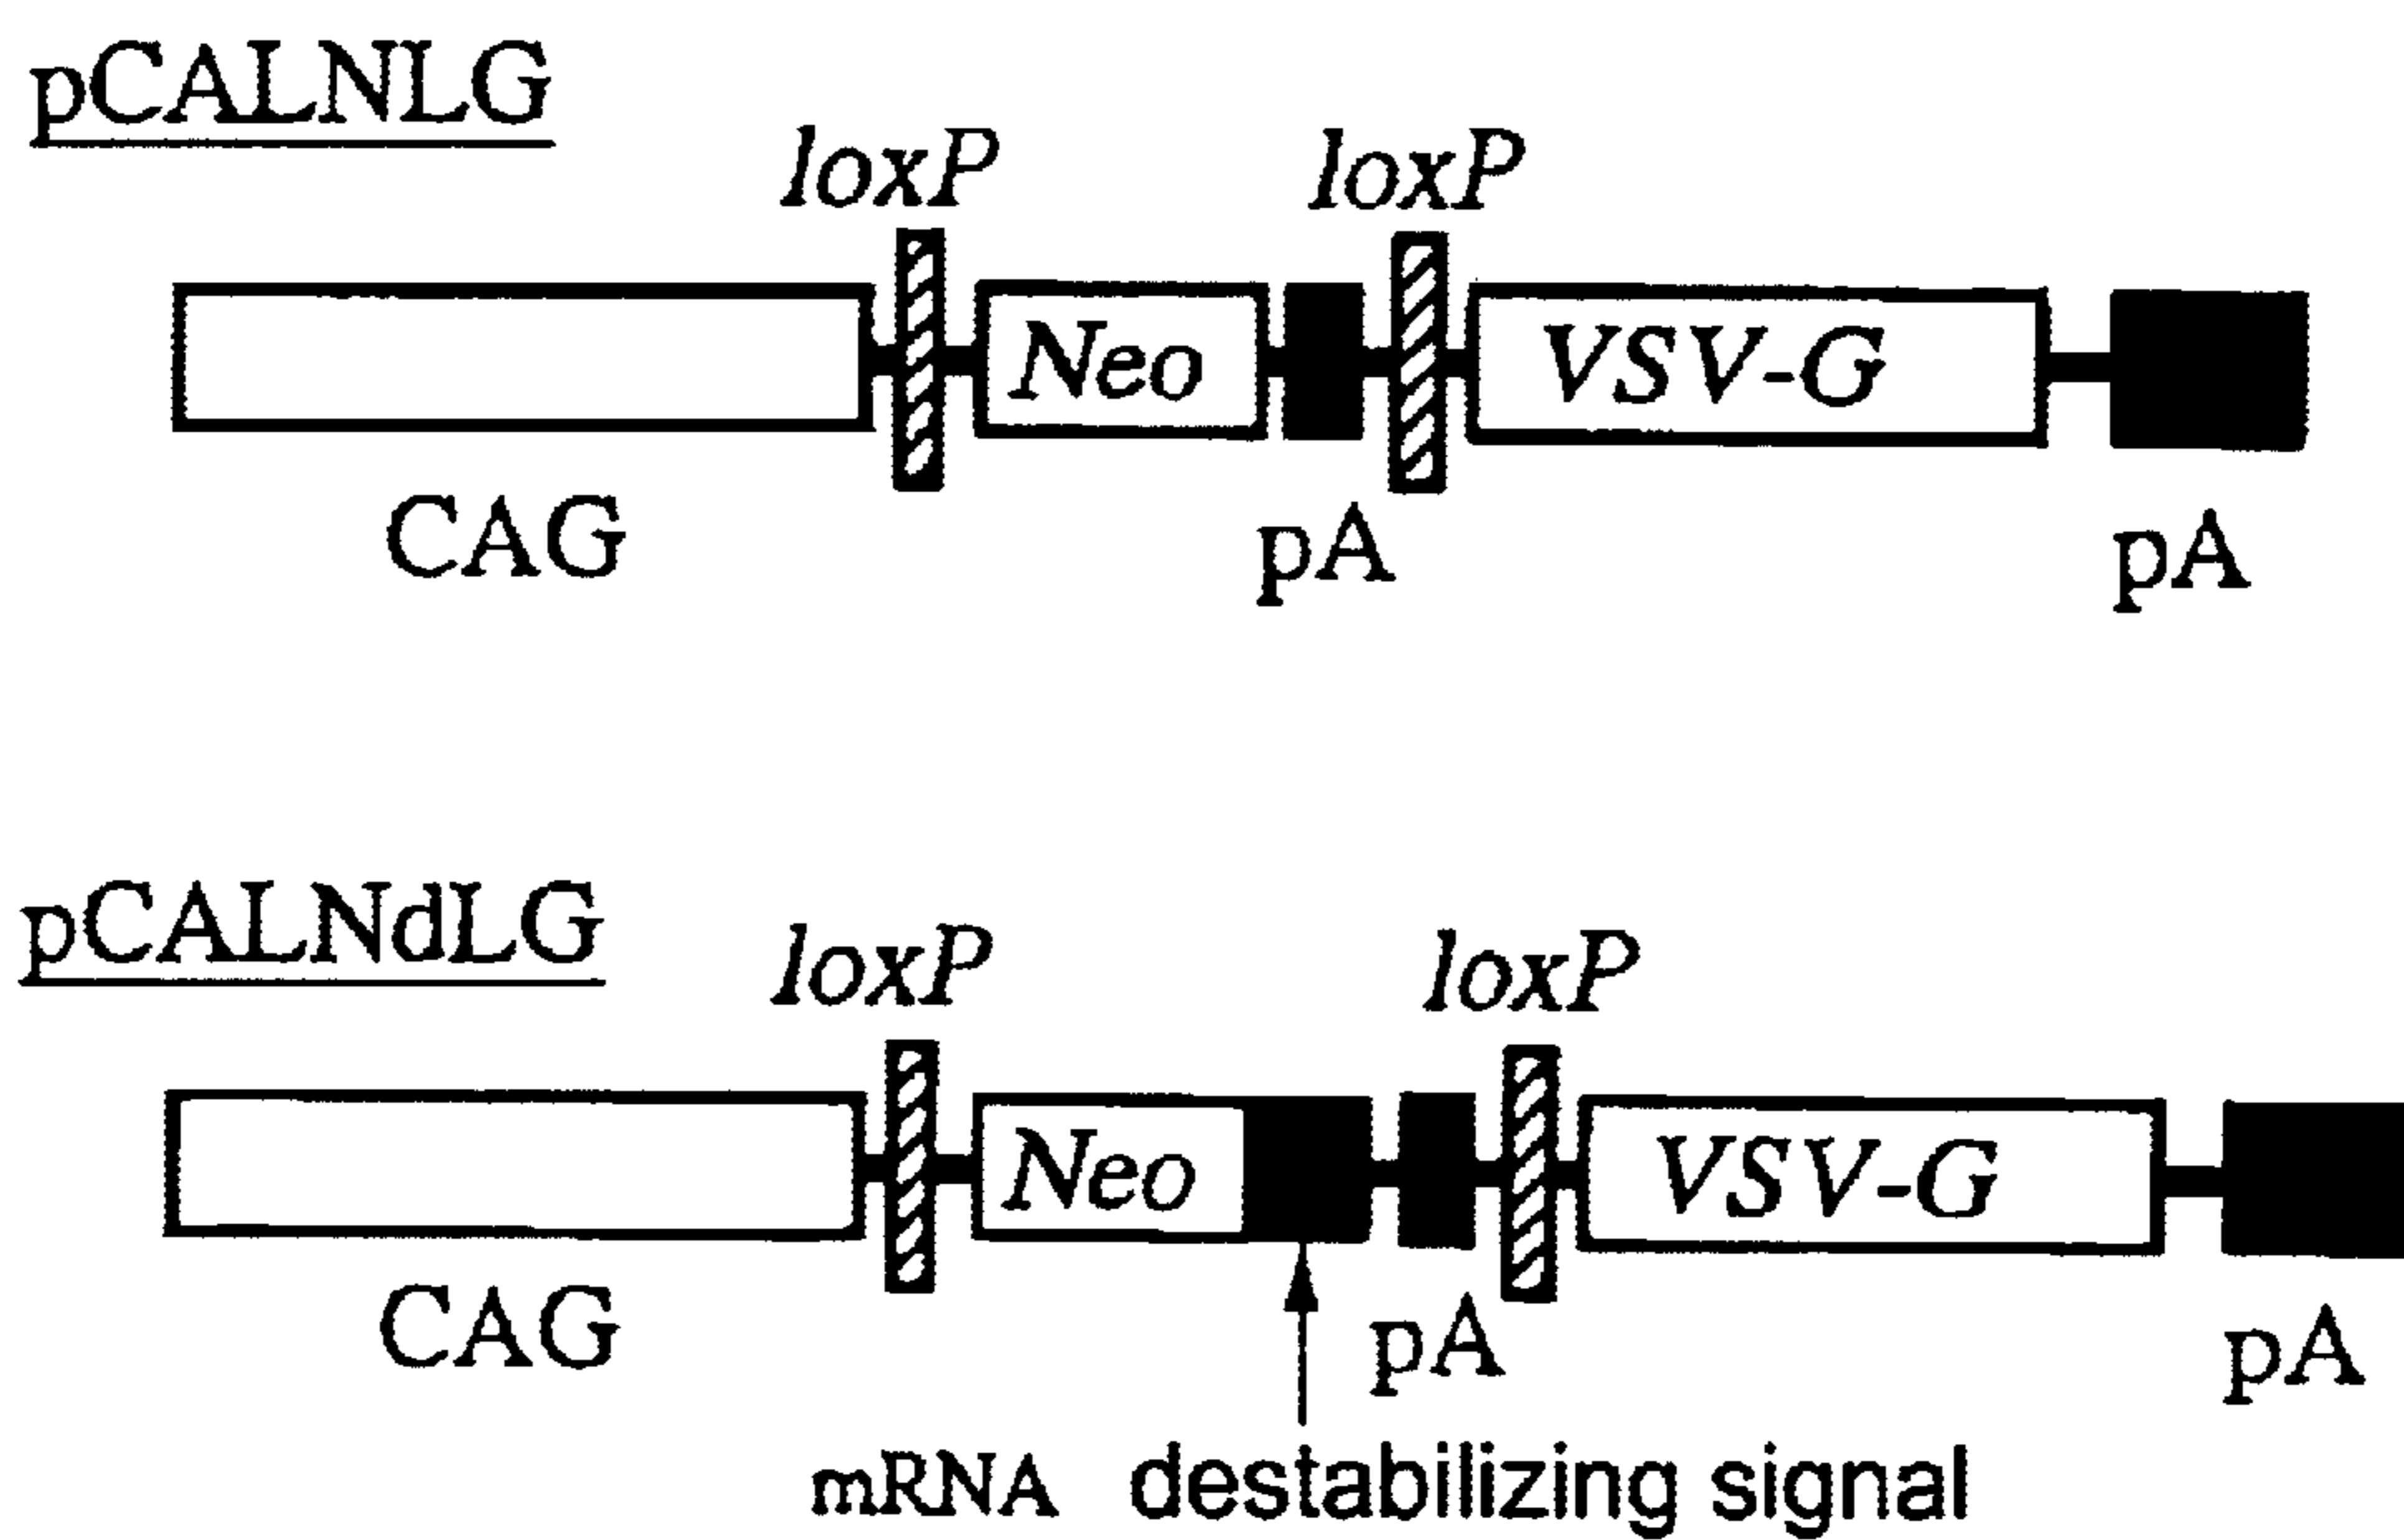 pCALNLG
loxP loxP
Neo VSV-G
CAG pA pA
pCALNdLG
loxP loxP
Neo VSV-G
CAG pA pA
mRNA destabilizing signal